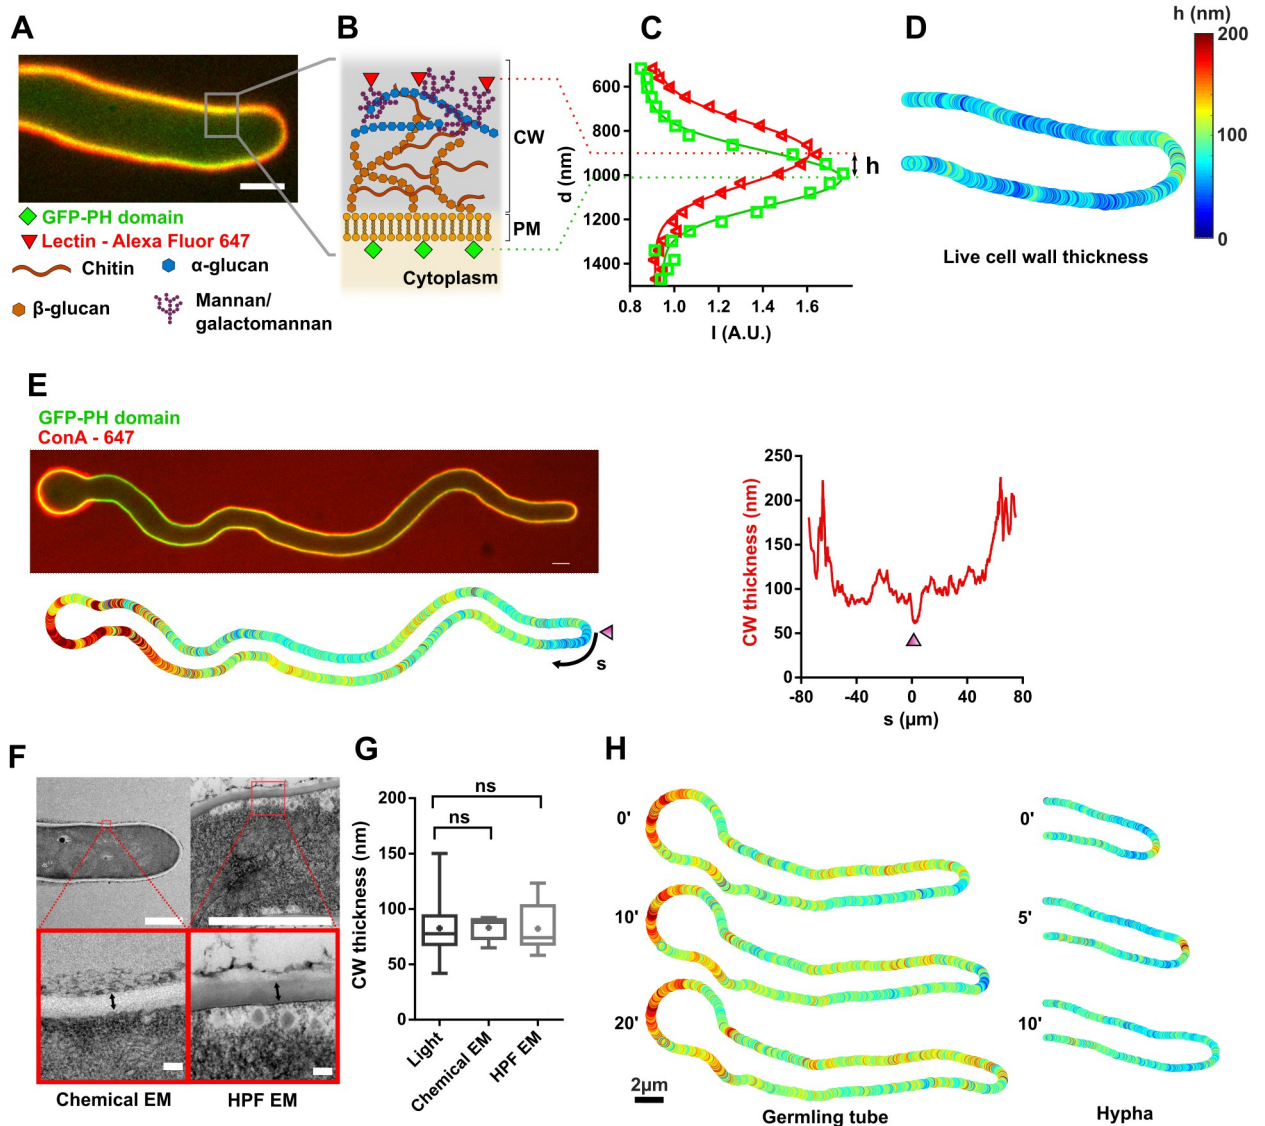 A
GFP-PH domain
Lectin - Alexa Fluor 647
Chitin
α-glucan
β-glucan
Mannan/
galactomannan
B
CW
PM
Cytoplasm
C
d (nm)
600
800
1000
1200
1400
0.8
1.0
1.2
1.4
1.6
I (A.U.)
h
D
h (nm)
200
100
0
Live cell wall thickness
E
GFP-PH domain
ConA - 647
s
CW thickness (nm)
250
200
150
100
50
0
-80
-40
0
40
80
s (μm)
F
Chemical EM
HPF EM
G
CW thickness (nm)
200
150
100
50
0
ns
ns
Light
Chemical EM
HPF EM
H
0'
10'
20'
2μm
Germling tube
0'
5'
10'
Hypha